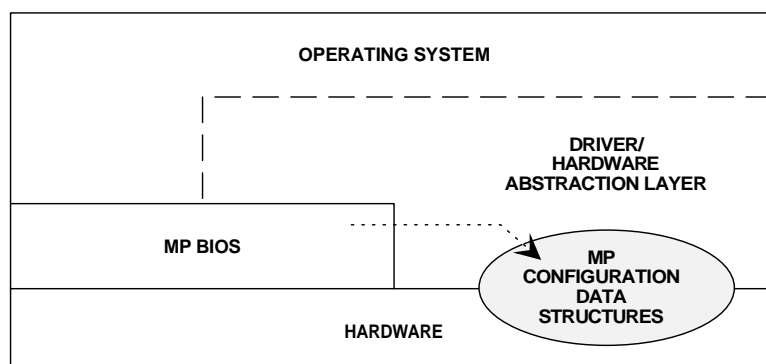 OPERATING SYSTEM
DRIVER/
HARDWARE
ABSTRACTION LAYER
MP BIOS
MP
CONFIGURATION
DATA
STRUCTURES
HARDWARE